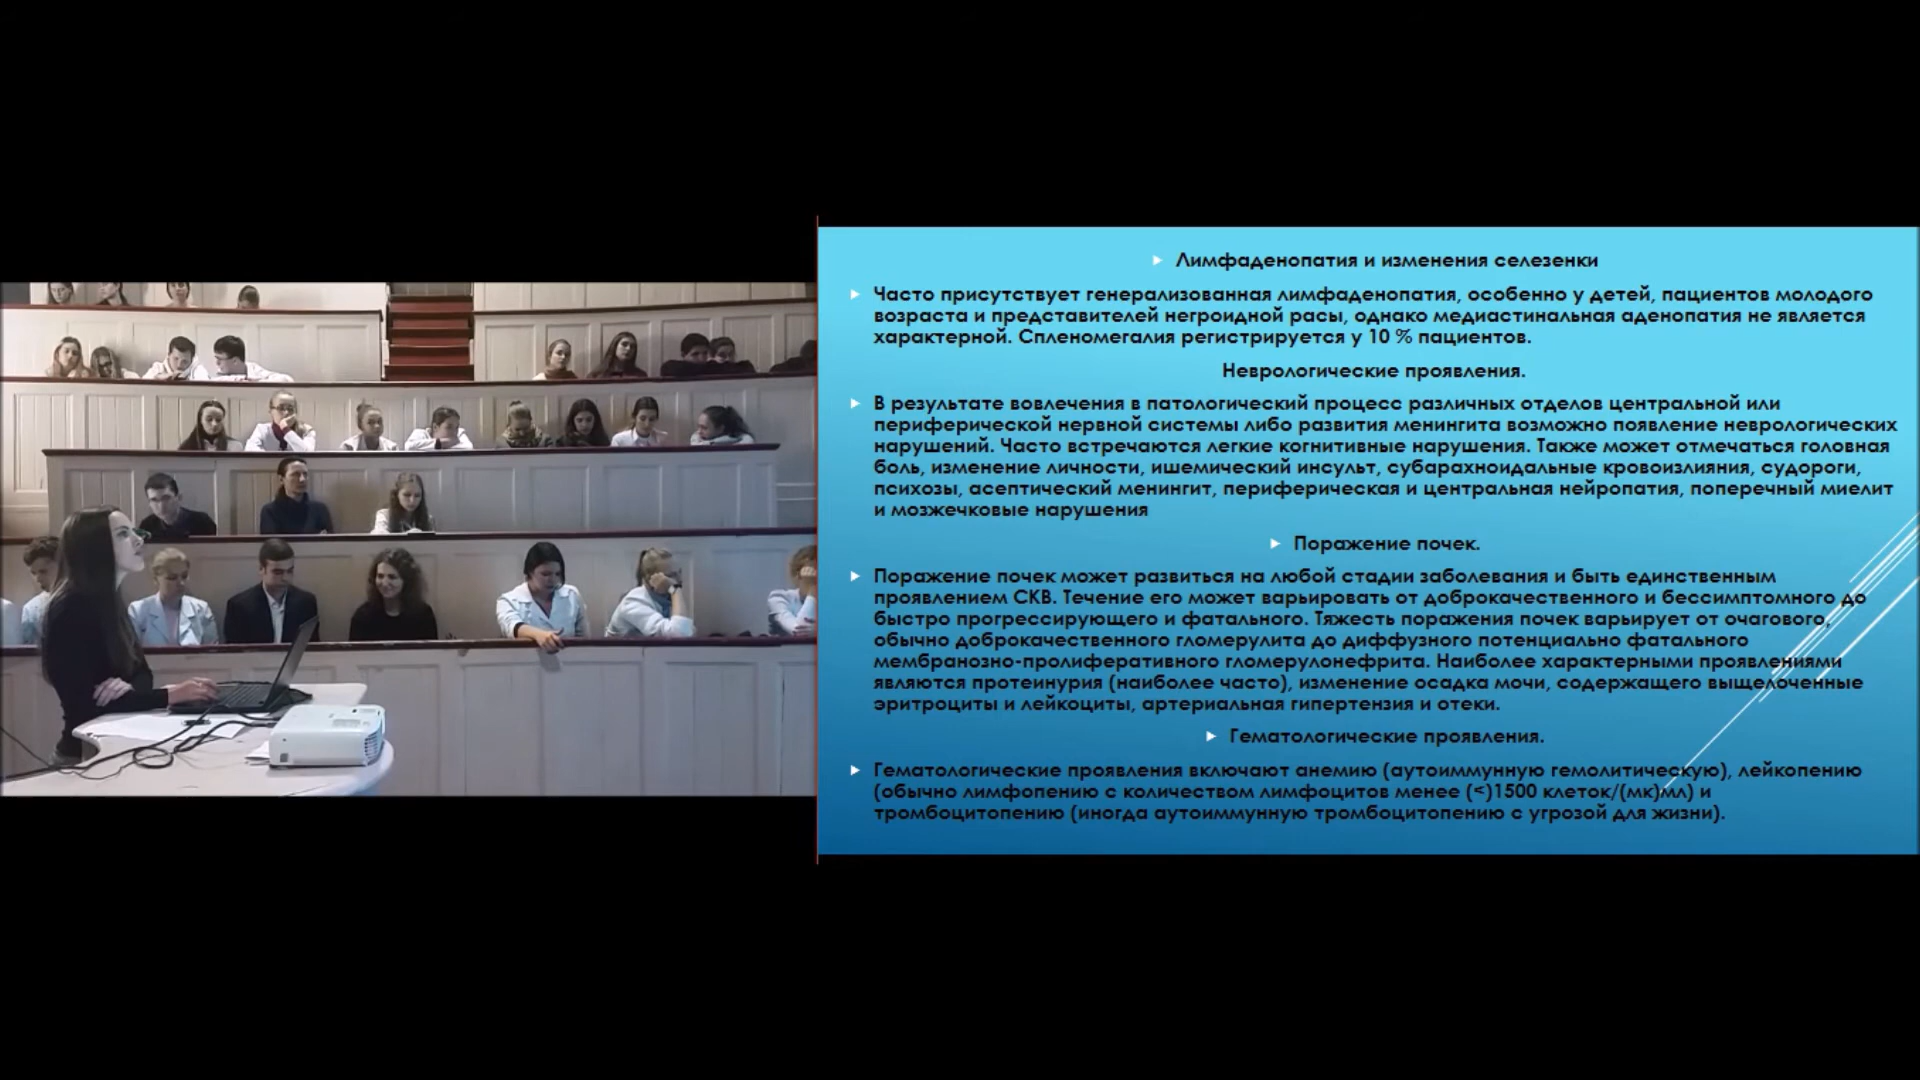 Лимфаденопатия и изменения селезенки
Часто присутствует генерализованная лимфаденопатия, особенно у детей, пациентов молодого
возраста и представителей негроидной расы, однако медиастинальная аденопатия не является
характерной. Спленомегалия регистрируется у 10 % пациентов.
Неврологические проявления.
В результате вовлечения в патологический процесс различных отделов центральной или
периферической нервной системы либо развития менингита возможно появление неврологических
нарушений. Часто встречаются легкие когнитивные нарушения. Также может отмечаться головная
боль, изменение личности, ишемический инсульт, субарахноидальные кровоизлияния, судороги,
психозы, асептический менингит, периферическая и центральная нейропатия, поперечный миелит
и мозжечковые нарушения
Поражение почек.
Поражение почек может развиться на любой стадии заболевания и быть единственным
проявлением СКВ. Течение его может варьировать от доброкачественного и бессимптомного до
быстро прогрессирующего и фатального. Тяжесть поражения почек варьирует от очагового,
обычно доброкачественного гломерулита до диффузного потенциально фатального
мембранозно-пролиферативного гломерулонефрита. Наиболее характерными проявлениями
являются протеинурия (наиболее часто), изменение осадка мочи, содержащего выщелоченные
эритроциты и лейкоциты, артериальная гипертензия и отеки.
Гематологические проявления.
Гематологические проявления включают анемию (аутоиммунную гемолитическую), лейкопению
(обычно лимфопению с количеством лимфоцитов менее (<)1500 клеток/(мк)мл) и
тромбоцитопению (иногда аутоиммунную тромбоцитопению с угрозой для жизни).